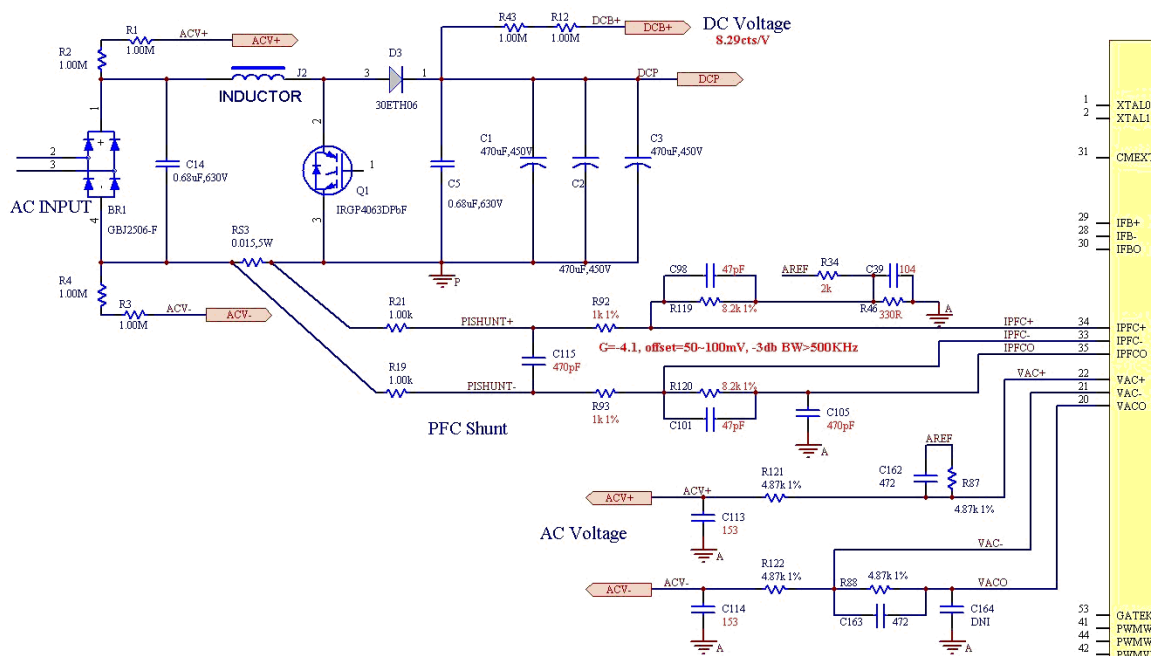 R43
1.00M
R12
1.00M
DCB+
DCB+
DC Voltage
8.29cts/V
R1
1.00M
ACV+
ACV+
R2
1.00M
J2
INDUCTOR
D3
3
1
30ETH06
DCP
DCP
1
2
3
4
AC INPUT
BR1
GBJ2506-F
C14
0.68uF,630V
2
1
3
Q1
IRGP4063DPbF
C5
0.68uF,630V
C1
470uF,450V
C2
470uF,450V
C3
470uF,450V
RS3
0.015,5W
P
R4
1.00M
R3
1.00M
ACV-
ACV-
R21
1.00k
PISHUNT+
R92
1k 1%
C98
47pF
R119
8.2k 1%
AREF
R34
2k
C39
104
R46
330R
A
G=-4.1, offset=50~100mV, -3db BW>500KHz
C115
470pF
R19
1.00k
PISHUNT-
R93
1k 1%
R120
8.2k 1%
C101
47pF
C105
470pF
A
PFC Shunt
IPFC+
IPFC-
IPFCO
VAC+
VAC-
VACO
AREF
C162
472
R87
4.87k 1%
ACV+
ACV+
R121
4.87k 1%
C113
153
A
AC Voltage
ACV-
ACV-
R122
4.87k 1%
C114
153
A
VAC-
R88
4.87k 1%
C163
472
VACO
C164
DNI
A
1 XTAL0
2 XTAL1
31 CMEXT
29 IFB+
28 IFB-
30 IFBO
34 IPFC+
33 IPFC-
35 IPFCO
22 VAC+
21 VAC-
20 VACO
53 GATEK
41 PWMW
44 PWMW
42 PWMV